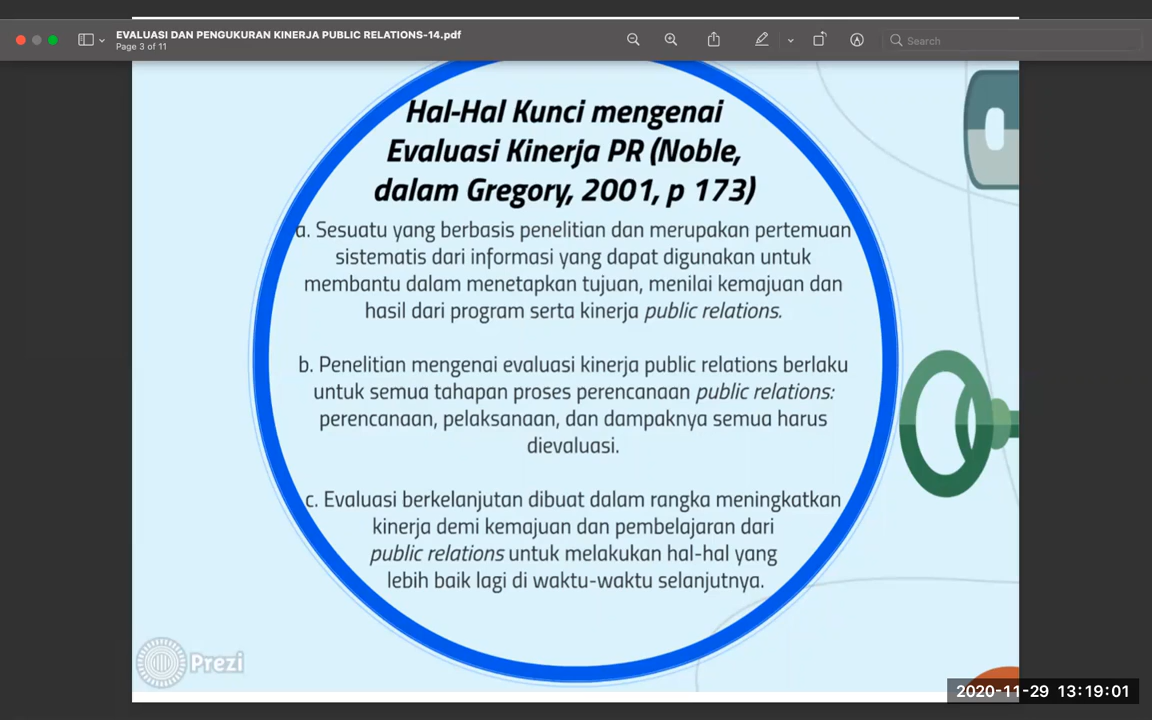 EVALUASI DAN PENGUKURAN KINERJA PUBLIC RELATIONS-14.pdf
Page 3 of 11
Search
Hal-Hal Kunci mengenai
Evaluasi Kinerja PR (Noble,
dalam Gregory, 2001, p 173)
a. Sesuatu yang berbasis penelitian dan merupakan pertemuan
sistematis dari informasi yang dapat digunakan untuk
membantu dalam menetapkan tujuan, menilai kemajuan dan
hasil dari program serta kinerja public relations.
b. Penelitian mengenai evaluasi kinerja public relations berlaku
untuk semua tahapan proses perencanaan public relations:
perencanaan, pelaksanaan, dan dampaknya semua harus
dievaluasi.
c. Evaluasi berkelanjutan dibuat dalam rangka meningkatkan
kinerja demi kemajuan dan pembelajaran dari
public relations untuk melakukan hal-hal yang
lebih baik lagi di waktu-waktu selanjutnya.
Prezi
2020-11-29 13:19:01